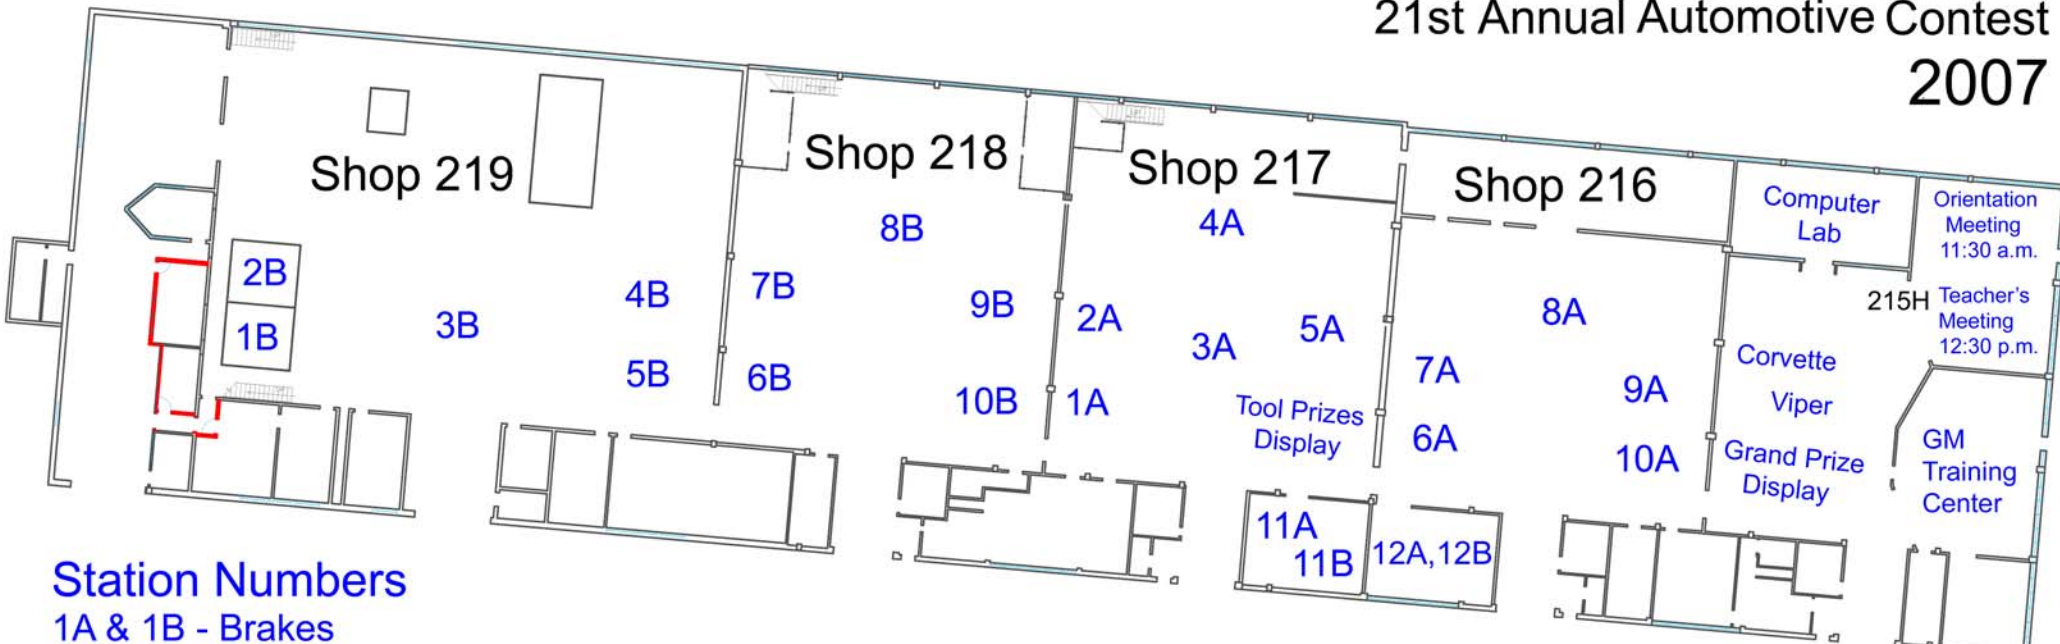 21st Annual Automotive Contest
2007
Shop 219
Shop 218
Shop 217
Shop 216
Computer
Lab
Orientation
Meeting
11:30 a.m.
215H
Teacher's
Meeting
12:30 p.m.
2B
1B
3B
4B
5B
8B
7B
9B
6B
10B
4A
2A
3A
5A
1A
Tool Prizes
Display
8A
7A
9A
6A
10A
Corvette
Viper
Grand Prize
Display
GM
Training
Center
11A
11B
12A,12B
Station Numbers
1A & 1B - Brakes